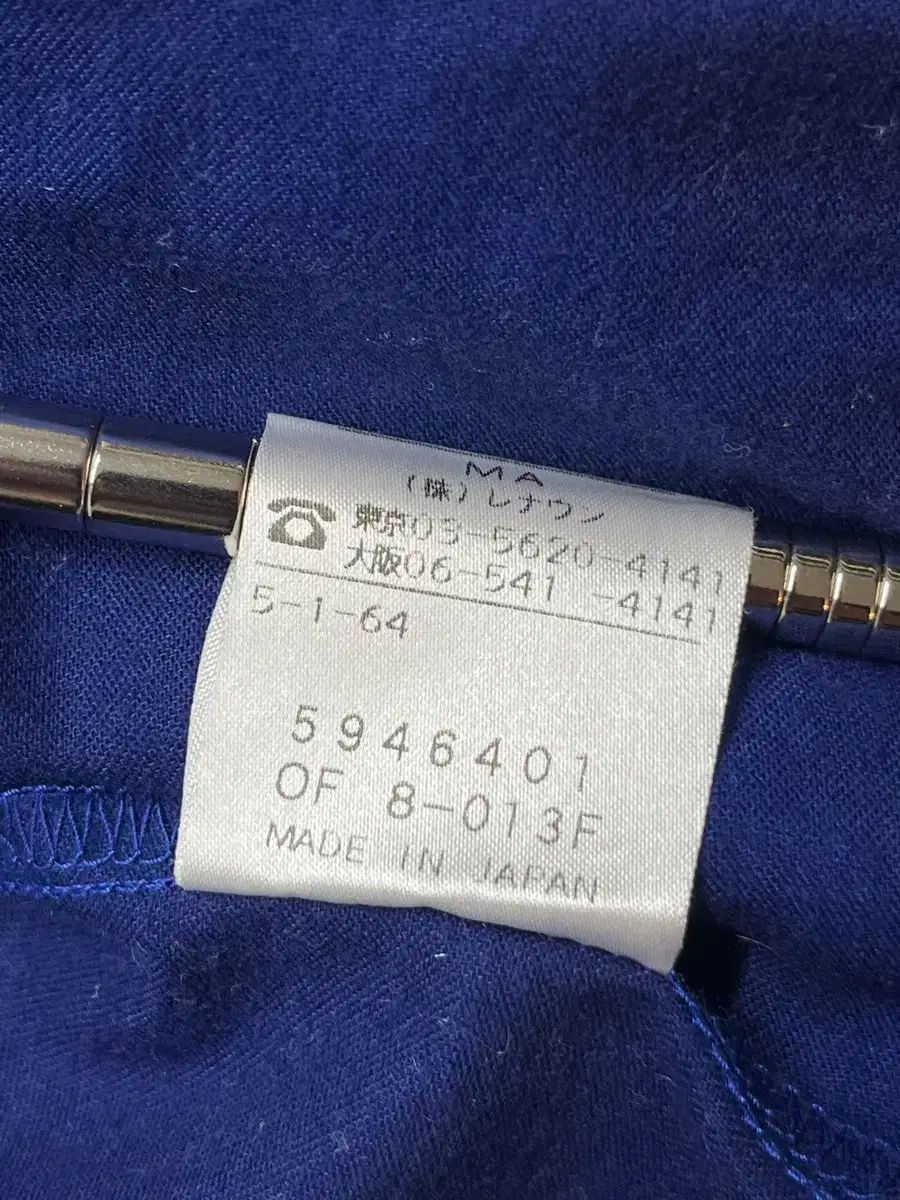 MA
(株)レナウン
☎ 東京03-5620-4141
大阪06-541 -4141
5-1-64
5946401
OF 8-013F
MADE IN JAPAN